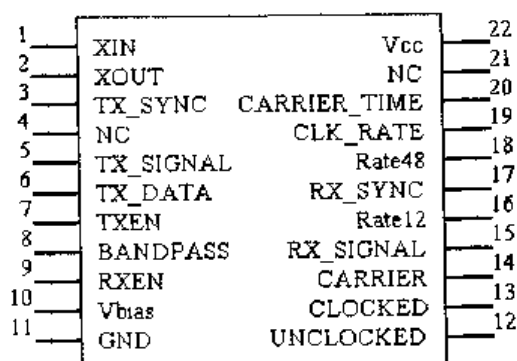 1 XIN Vcc 22
2 XOUT NC 21
3 TX_SYNC CARRIER_TIME 20
4 NC CLK_RATE 19
5 TX_SIGNAL Rate48 18
6 TX_DATA RX_SYNC 17
7 TXEN Rate12 16
8 BANDPASS RX_SIGNAL 15
9 RXEN CARRIER 14
10 Vbias CLOCKED 13
11 GND UNCLOCKED 12